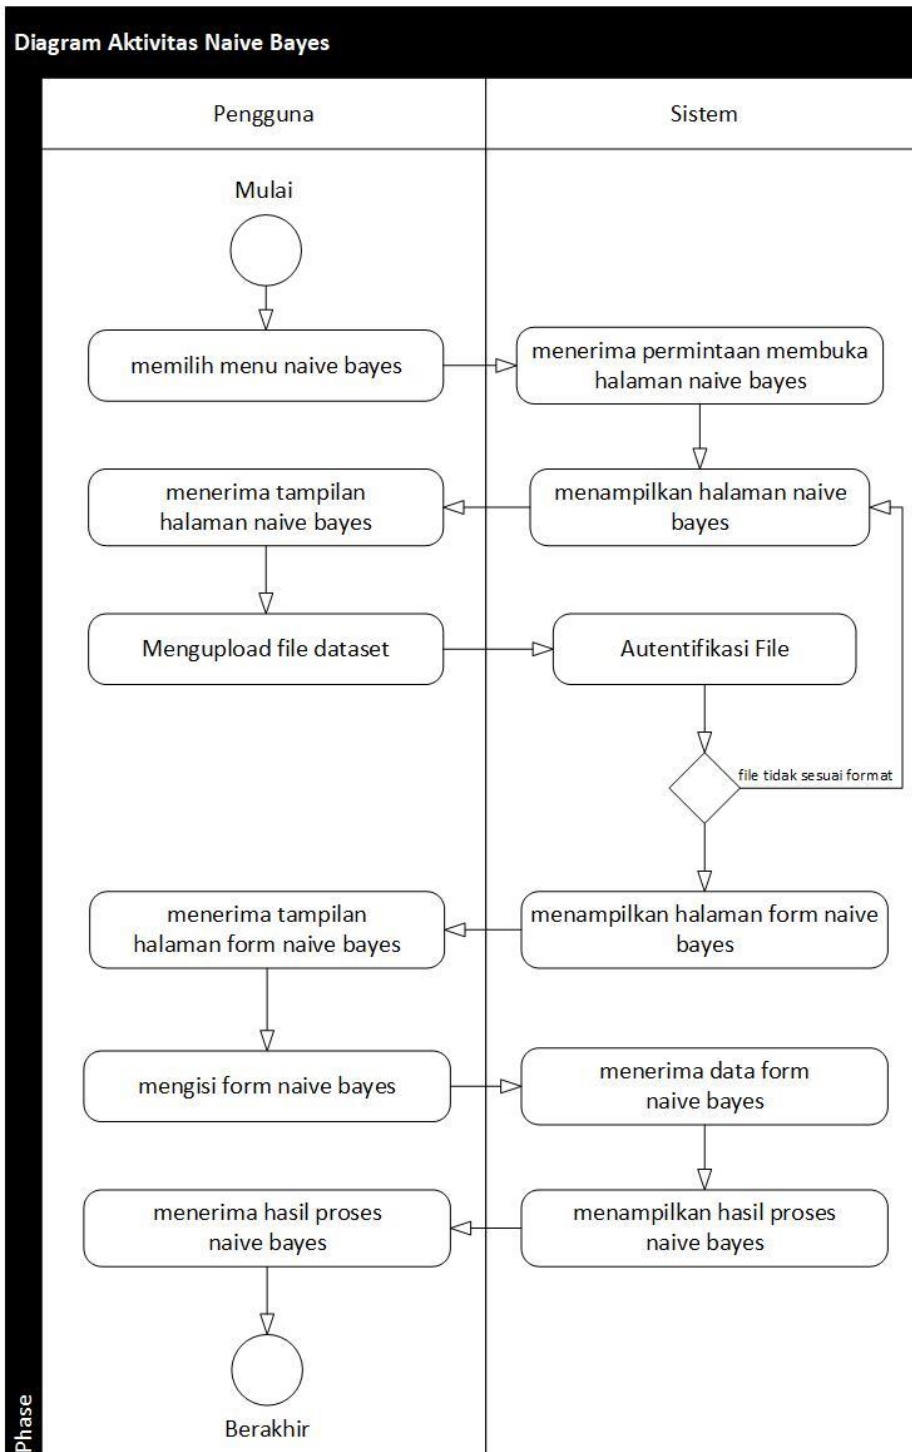 Diagram Aktivitas Naive Bayes
Pengguna
Sistem
Mulai
memilih menu naive bayes
menerima permintaan membuka
halaman naive bayes
menerima tampilan
halaman naive bayes
menampilkan halaman naive
bayes
Mengupload file dataset
Autentifikasi File
file tidak sesuai format
menerima tampilan
halaman form naive bayes
menampilkan halaman form naive
bayes
mengisi form naive bayes
menerima data form
naive bayes
menerima hasil proses
naive bayes
menampilkan hasil proses
naive bayes
Berakhir
Phase